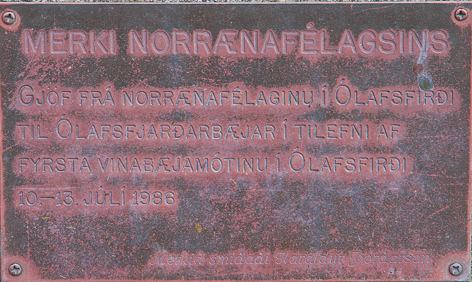 MERKI NORRÆNAFÉLAGSINS
GJÖF FRÁ NORRÆNAFÉLAGINU Í ÓLAFSFIRÐI
TIL ÓLAFSFJARÐARBÆJAR Í TILEFNI AF
FYRSTA VINABÆJAMÓTINU Í ÓLAFSFIRÐI
10.–13. JÚLÍ 1986
Merkið smíðaði